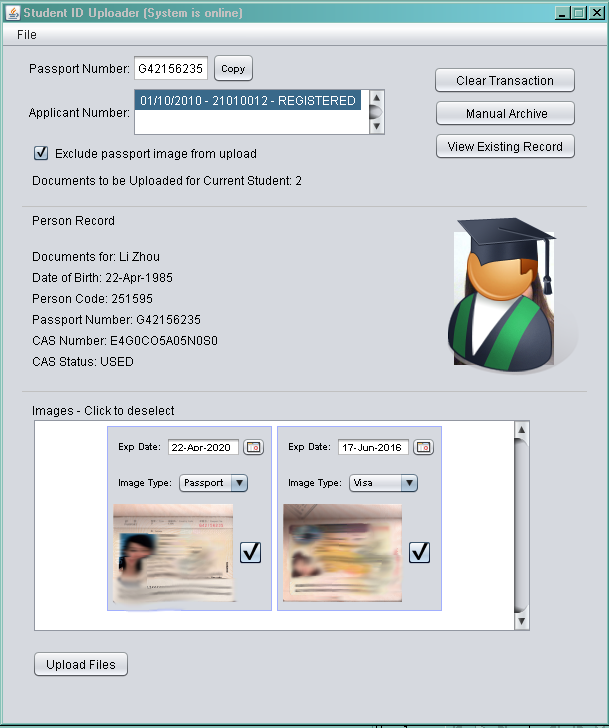 Student ID Uploader (System is online)
File
Passport Number: G42156235 Copy
Clear Transaction
Applicant Number: 01/10/2010 - 21010012 - REGISTERED
Manual Archive
View Existing Record
Exclude passport image from upload
Documents to be Uploaded for Current Student: 2
Person Record
Documents for: Li Zhou
Date of Birth: 22-Apr-1985
Person Code: 251595
Passport Number: G42156235
CAS Number: E4G0CO5A05N0S0
CAS Status: USED
Images - Click to deselect
Exp Date: 22-Apr-2020
Image Type: Passport
Exp Date: 17-Jun-2016
Image Type: Visa
Upload Files